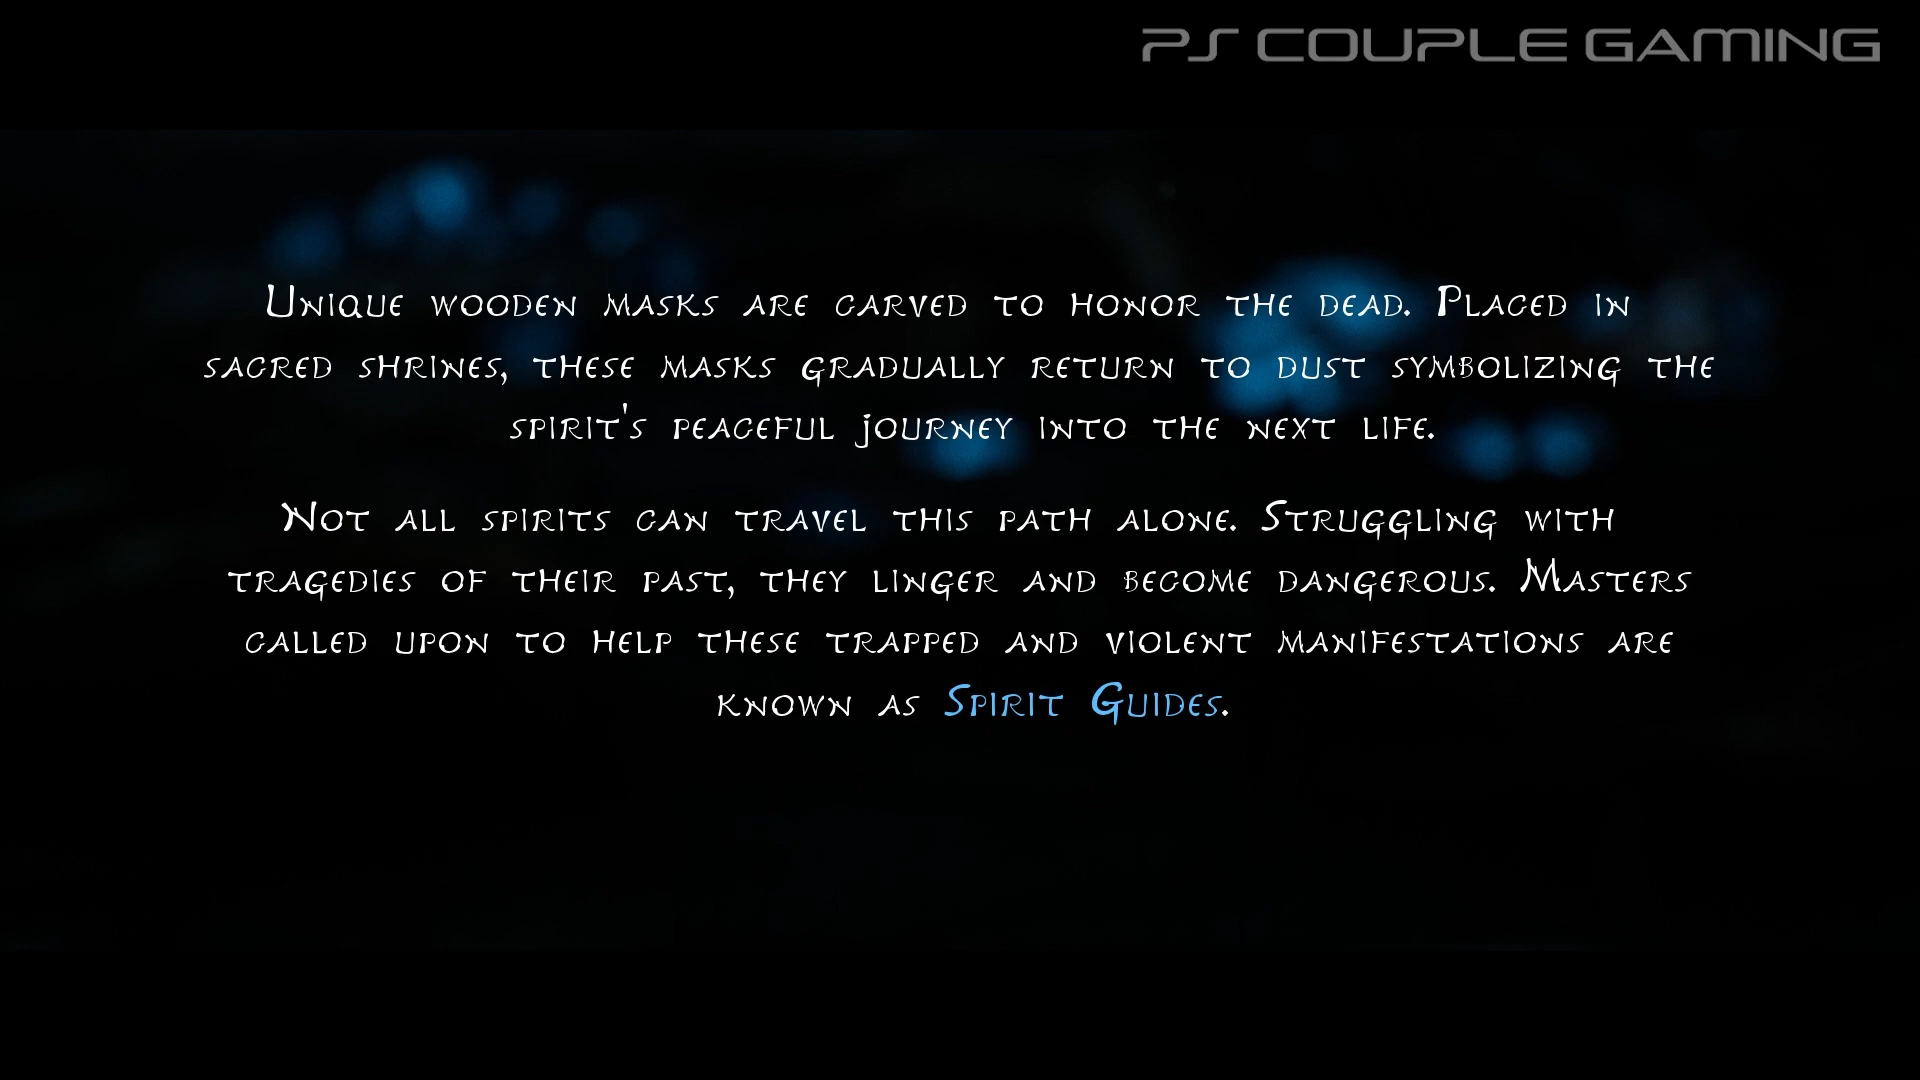 PS COUPLE GAMING
Unique wooden masks are carved to honor the dead. Placed in
sacred shrines, these masks gradually return to dust symbolizing the
spirit's peaceful journey into the next life.
Not all spirits can travel this path alone. Struggling with
tragedies of their past, they linger and become dangerous. Masters
called upon to help these trapped and violent manifestations are
known as Spirit Guides.